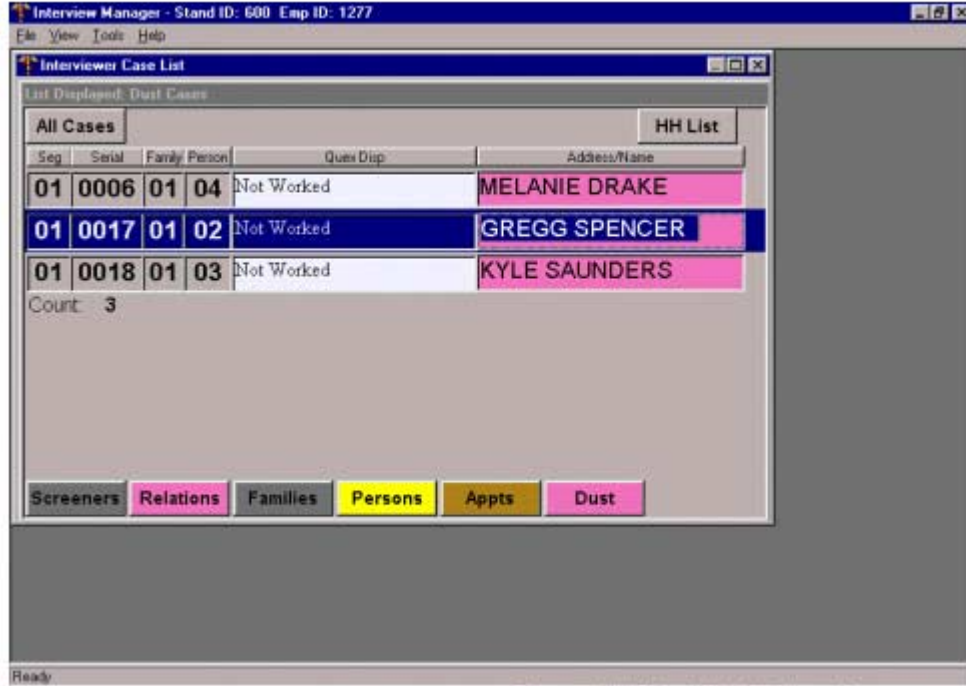 Interview Manager - Stand ID: 600 Emp ID: 1277
File View Tools Help
Interviewer Case List
List Displayed: Dust Cases
All Cases HH List
Seg Serial Family Person Quex Disp Address/Name
01 0006 01 04 Not Worked MELANIE DRAKE
01 0017 01 02 Not Worked GREGG SPENCER
01 0018 01 03 Not Worked KYLE SAUNDERS
Count: 3
Screeners Relations Families Persons Appts Dust
Ready